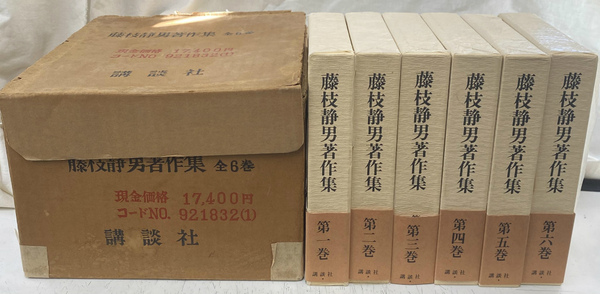 藤枝静男著作集 全6巻
現金価格 17,400円
コードNO. 921832(1)
講談社
藤枝静男著作集 全6巻
現金価格 17,400円
コードNO. 921832(1)
講談社
藤枝静男著作集
第一巻
講談社
藤枝静男著作集
第二巻
講談社
藤枝静男著作集
第三巻
講談社
藤枝静男著作集
第四巻
講談社
藤枝静男著作集
第五巻
講談社
藤枝静男著作集
第六巻
講談社